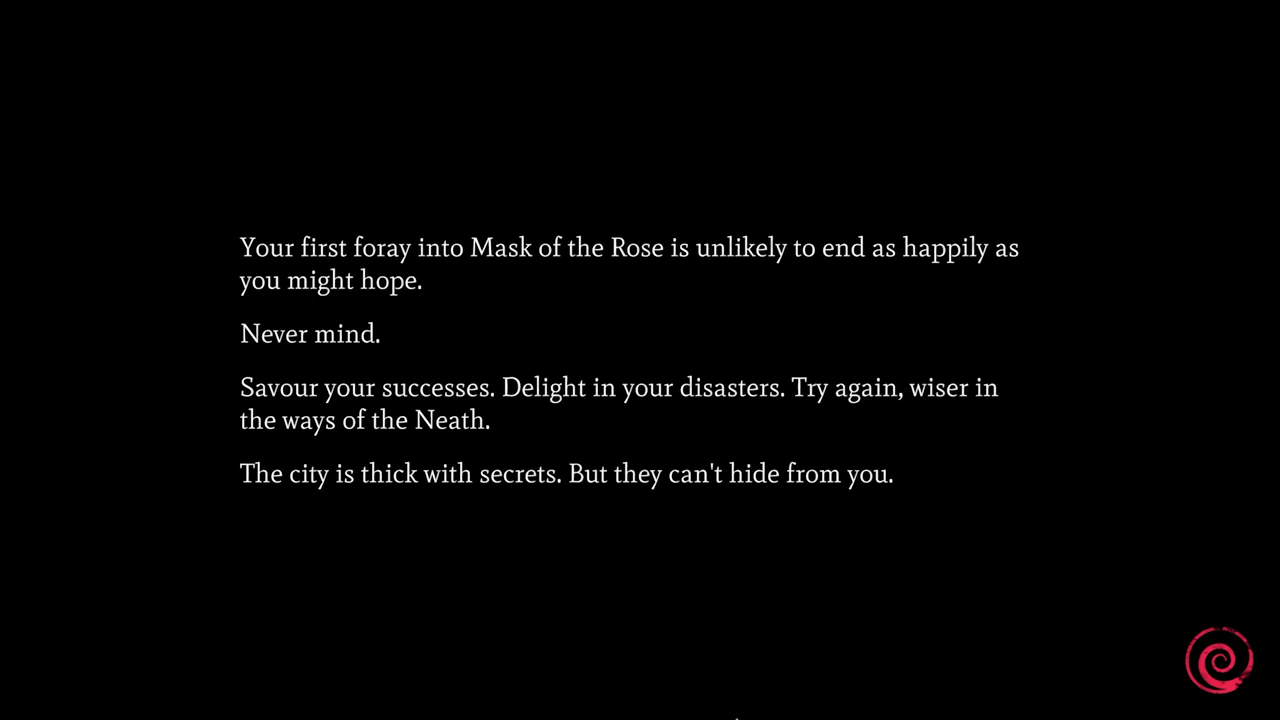 Your first foray into Mask of the Rose is unlikely to end as happily as
you might hope.
Never mind.
Savour your successes. Delight in your disasters. Try again, wiser in
the ways of the Neath.
The city is thick with secrets. But they can't hide from you.